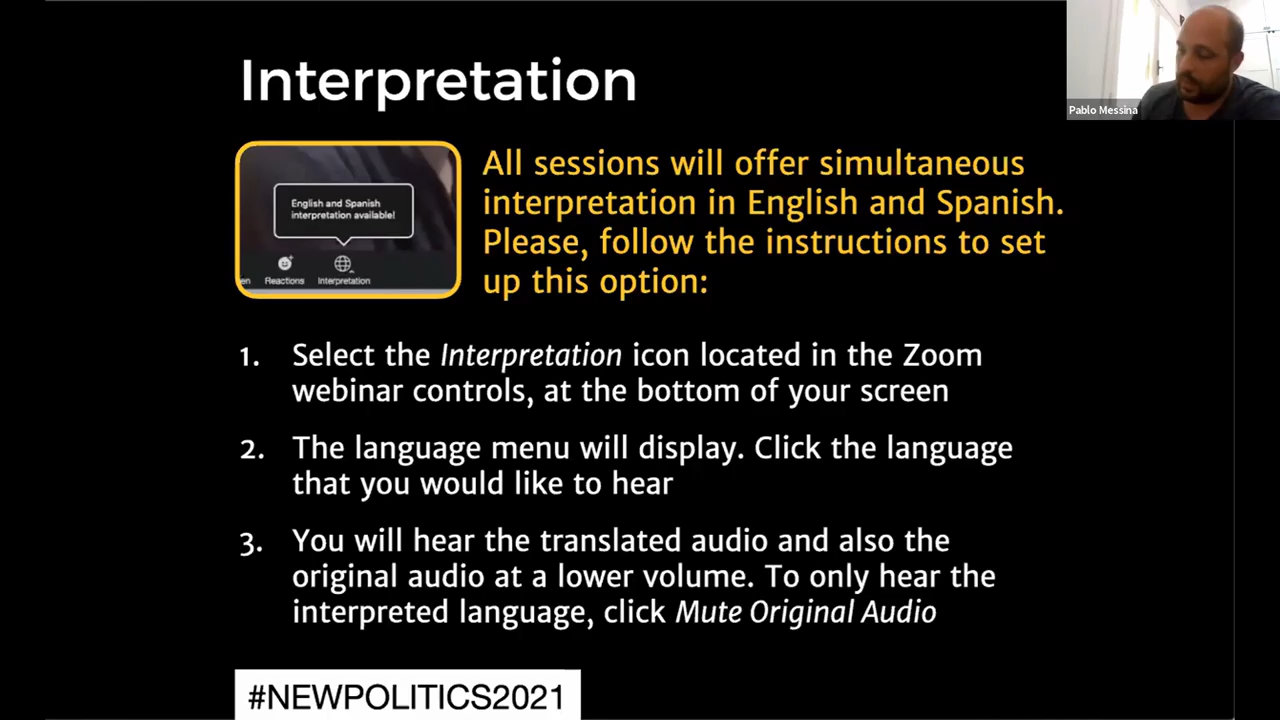 Interpretation
Pablo Messina
English and Spanish
interpretation available!
en Reactions Interpretation
All sessions will offer simultaneous
interpretation in English and Spanish.
Please, follow the instructions to set
up this option:
1. Select the Interpretation icon located in the Zoom
webinar controls, at the bottom of your screen
2. The language menu will display. Click the language
that you would like to hear
3. You will hear the translated audio and also the
original audio at a lower volume. To only hear the
interpreted language, click Mute Original Audio
#NEWPOLITICS2021